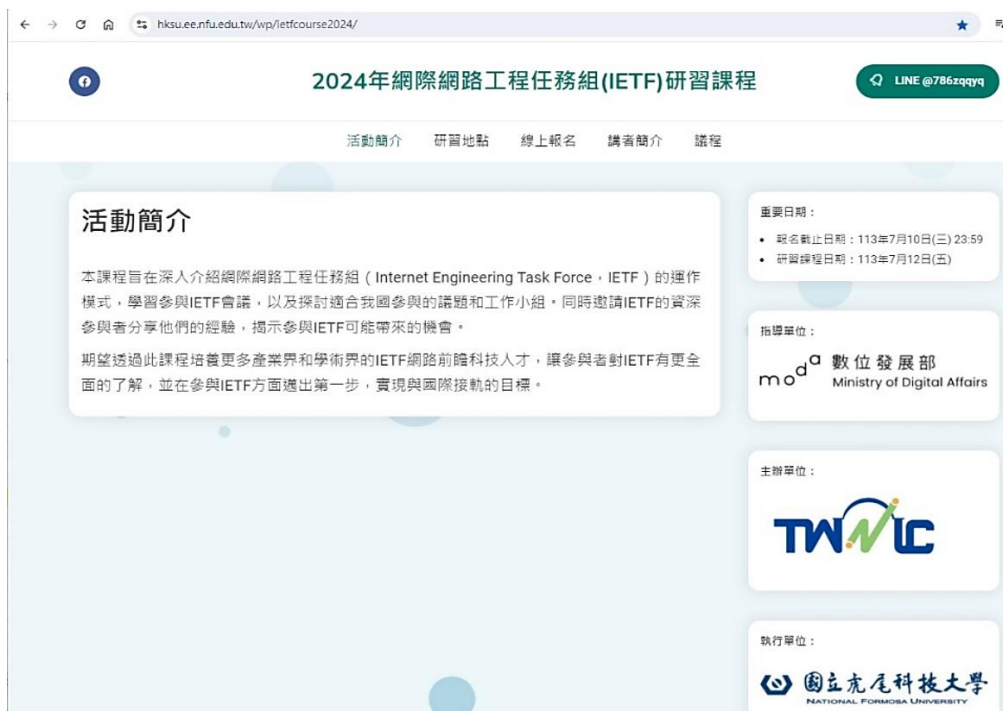 hksu.ee.nfu.edu.tw/wp/ietfcourse2024/
2024年網際網路工程任務組(IETF)研習課程
LINE @786zqqyq
活動簡介 研習地點 線上報名 講者簡介 議程
活動簡介
本課程旨在深入介紹網際網路工程任務組（Internet Engineering Task Force，IETF）的運作
模式，學習參與IETF會議，以及探討適合我國參與的議題和工作小組。同時邀請IETF的資深
參與者分享他們的經驗，揭示參與IETF可能帶來的機會。
期望透過此課程培養更多產業界和學術界的IETF網路前瞻科技人才，讓參與者對IETF有更全
面的了解，並在參與IETF方面邁出第一步，實現與國際接軌的目標。
重要日期：
報名截止日期：113年7月10日(三) 23:59
研習課程日期：113年7月12日(五)
指導單位：
moda 數位發展部
Ministry of Digital Affairs
主辦單位：
TWNIC
執行單位：
國立虎尾科技大學
NATIONAL FORMOSA UNIVERSITY